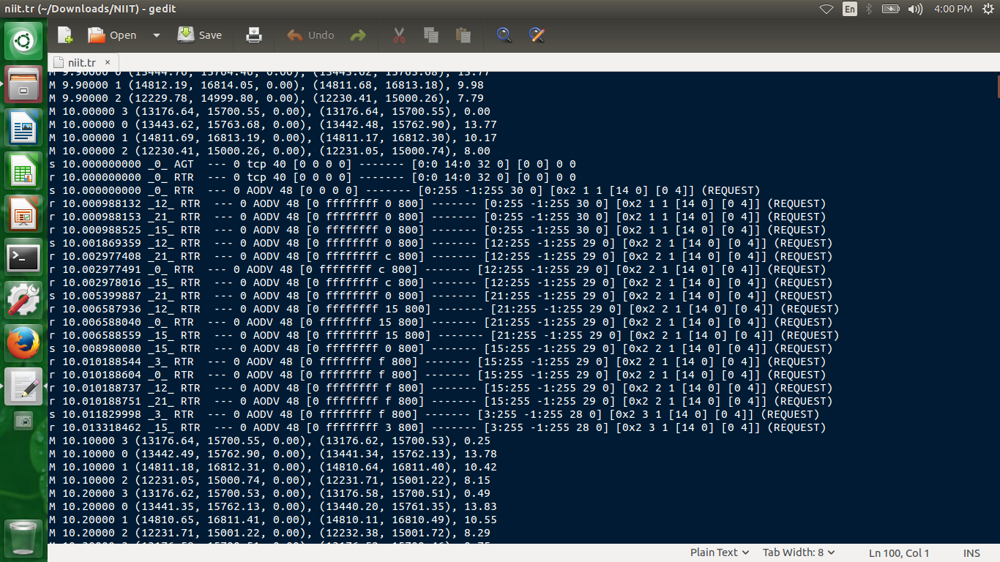 niit.tr (~/Downloads/NIIT) - gedit
En
4:00 PM
Open
Save
Undo
niit.tr ×
M 9.90000 0 (13444.76, 15764.46, 0.00), (13443.62, 15763.68), 13.77
M 9.90000 1 (14812.19, 16814.05, 0.00), (14811.68, 16813.18), 9.98
M 9.90000 2 (12229.78, 14999.80, 0.00), (12230.41, 15000.26), 7.79
M 10.00000 3 (13176.64, 15700.55, 0.00), (13176.64, 15700.55), 0.00
M 10.00000 0 (13443.62, 15763.68, 0.00), (13442.48, 15762.90), 13.77
M 10.00000 1 (14811.69, 16813.19, 0.00), (14811.17, 16812.30), 10.17
M 10.00000 2 (12230.41, 15000.26, 0.00), (12231.05, 15000.74), 8.00
s 10.000000000 _0_ AGT  --- 0 tcp 40 [0 0 0 0] ------- [0:0 14:0 32 0] [0 0] 0 0
r 10.000000000 _0_ RTR  --- 0 tcp 40 [0 0 0 0] ------- [0:0 14:0 32 0] [0 0] 0 0
s 10.000000000 _0_ RTR  --- 0 AODV 48 [0 0 0 0] ------- [0:255 -1:255 30 0] [0x2 1 1 [14 0] [0 4]] (REQUEST)
r 10.000988132 _12_ RTR  --- 0 AODV 48 [0 ffffffff 0 800] ------- [0:255 -1:255 30 0] [0x2 1 1 [14 0] [0 4]] (REQUEST)
r 10.000988153 _21_ RTR  --- 0 AODV 48 [0 ffffffff 0 800] ------- [0:255 -1:255 30 0] [0x2 1 1 [14 0] [0 4]] (REQUEST)
r 10.000988525 _15_ RTR  --- 0 AODV 48 [0 ffffffff 0 800] ------- [0:255 -1:255 30 0] [0x2 1 1 [14 0] [0 4]] (REQUEST)
s 10.001869359 _12_ RTR  --- 0 AODV 48 [0 ffffffff 0 800] ------- [12:255 -1:255 29 0] [0x2 2 1 [14 0] [0 4]] (REQUEST)
r 10.002977408 _21_ RTR  --- 0 AODV 48 [0 ffffffff c 800] ------- [12:255 -1:255 29 0] [0x2 2 1 [14 0] [0 4]] (REQUEST)
r 10.002977491 _0_ RTR  --- 0 AODV 48 [0 ffffffff c 800] ------- [12:255 -1:255 29 0] [0x2 2 1 [14 0] [0 4]] (REQUEST)
r 10.002978016 _15_ RTR  --- 0 AODV 48 [0 ffffffff c 800] ------- [12:255 -1:255 29 0] [0x2 2 1 [14 0] [0 4]] (REQUEST)
s 10.005399887 _21_ RTR  --- 0 AODV 48 [0 ffffffff 0 800] ------- [21:255 -1:255 29 0] [0x2 2 1 [14 0] [0 4]] (REQUEST)
r 10.006587936 _12_ RTR  --- 0 AODV 48 [0 ffffffff 15 800] ------- [21:255 -1:255 29 0] [0x2 2 1 [14 0] [0 4]] (REQUEST)
r 10.006588040 _0_ RTR  --- 0 AODV 48 [0 ffffffff 15 800] ------- [21:255 -1:255 29 0] [0x2 2 1 [14 0] [0 4]] (REQUEST)
r 10.006588559 _15_ RTR  --- 0 AODV 48 [0 ffffffff 15 800] ------- [21:255 -1:255 29 0] [0x2 2 1 [14 0] [0 4]] (REQUEST)
s 10.008980080 _15_ RTR  --- 0 AODV 48 [0 ffffffff 0 800] ------- [15:255 -1:255 29 0] [0x2 2 1 [14 0] [0 4]] (REQUEST)
r 10.010188544 _3_ RTR  --- 0 AODV 48 [0 ffffffff f 800] ------- [15:255 -1:255 29 0] [0x2 2 1 [14 0] [0 4]] (REQUEST)
r 10.010188604 _0_ RTR  --- 0 AODV 48 [0 ffffffff f 800] ------- [15:255 -1:255 29 0] [0x2 2 1 [14 0] [0 4]] (REQUEST)
r 10.010188737 _12_ RTR  --- 0 AODV 48 [0 ffffffff f 800] ------- [15:255 -1:255 29 0] [0x2 2 1 [14 0] [0 4]] (REQUEST)
r 10.010188751 _21_ RTR  --- 0 AODV 48 [0 ffffffff f 800] ------- [15:255 -1:255 29 0] [0x2 2 1 [14 0] [0 4]] (REQUEST)
s 10.011829998 _3_ RTR  --- 0 AODV 48 [0 ffffffff f 800] ------- [3:255 -1:255 28 0] [0x2 3 1 [14 0] [0 4]] (REQUEST)
r 10.013318462 _15_ RTR  --- 0 AODV 48 [0 ffffffff 3 800] ------- [3:255 -1:255 28 0] [0x2 3 1 [14 0] [0 4]] (REQUEST)
M 10.10000 3 (13176.64, 15700.55, 0.00), (13176.62, 15700.53), 0.25
M 10.10000 0 (13442.49, 15762.90, 0.00), (13441.34, 15762.13), 13.78
M 10.10000 1 (14811.18, 16812.31, 0.00), (14810.64, 16811.40), 10.42
M 10.10000 2 (12231.05, 15000.74, 0.00), (12231.71, 15001.22), 8.15
M 10.20000 3 (13176.62, 15700.53, 0.00), (13176.58, 15700.51), 0.49
M 10.20000 0 (13441.35, 15762.13, 0.00), (13440.20, 15761.35), 13.83
M 10.20000 1 (14810.65, 16811.41, 0.00), (14810.11, 16810.49), 10.55
M 10.20000 2 (12231.71, 15001.22, 0.00), (12232.38, 15001.72), 8.29
Plain Text
Tab Width: 8
Ln 100, Col 1
INS